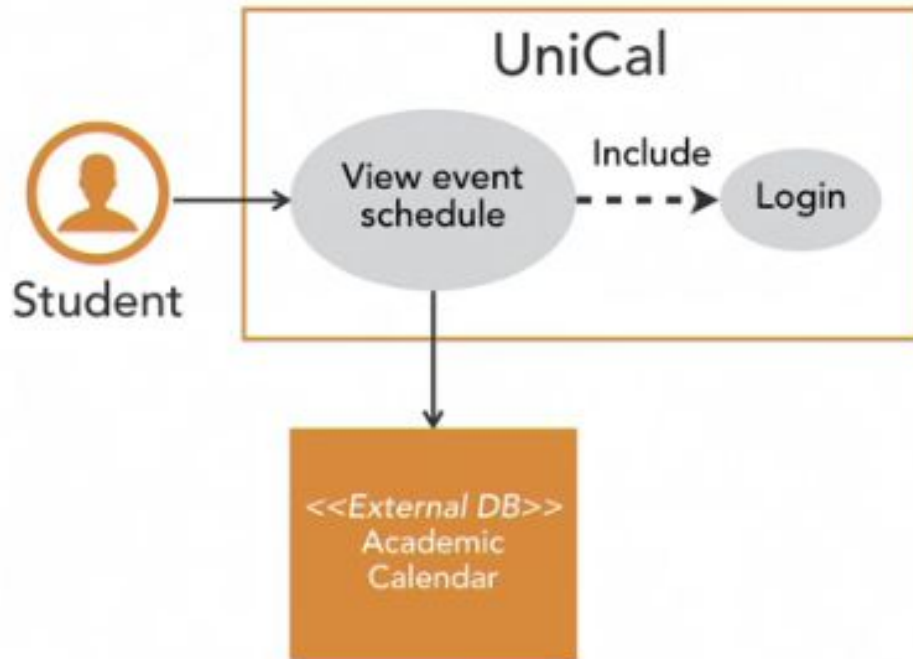 UniCal
View event
schedule
Include
Login
Student
<<External DB>>
Academic
Calendar